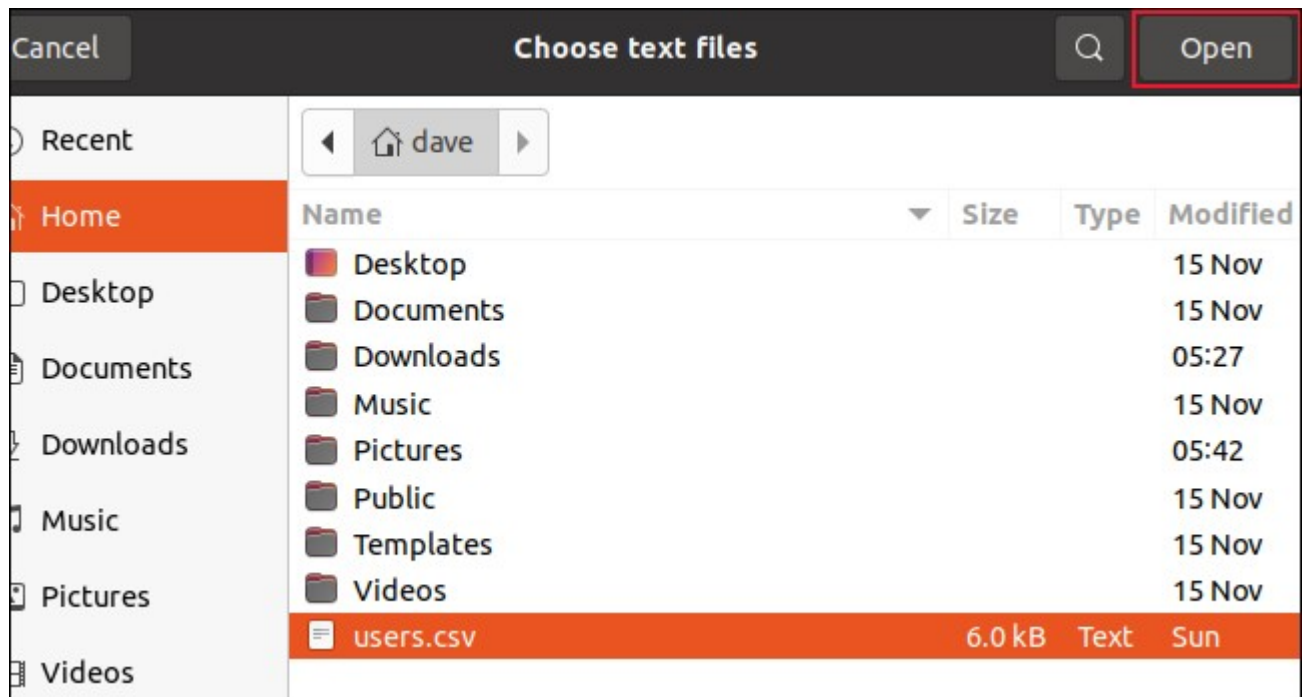 Cancel Choose text files Open
Recent
dave
Home
Name Size Type Modified
Desktop 15 Nov
Desktop
Documents 15 Nov
Downloads 05:27
Documents
Music 15 Nov
Downloads
Pictures 05:42
Public 15 Nov
Music
Templates 15 Nov
Pictures
Videos 15 Nov
users.csv 6.0 kB Text Sun
Videos